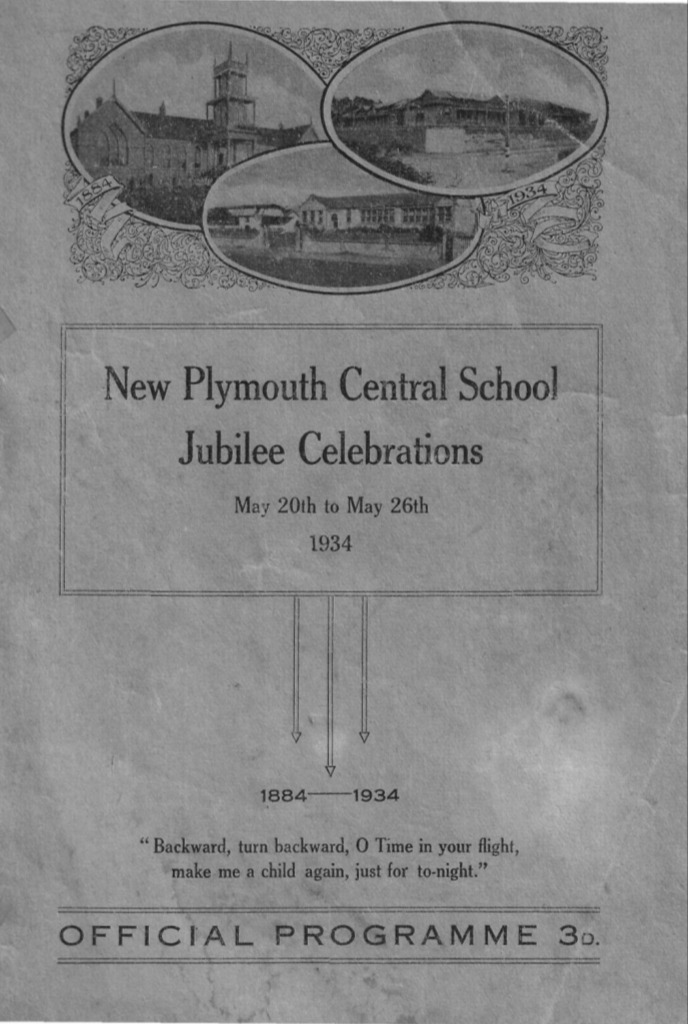 1884
1934
New Plymouth Central School
Jubilee Celebrations
May 20th to May 26th
1934
1884——1934
“Backward, turn backward, O Time in your flight,
make me a child again, just for to-night.”
OFFICIAL PROGRAMME 3D.